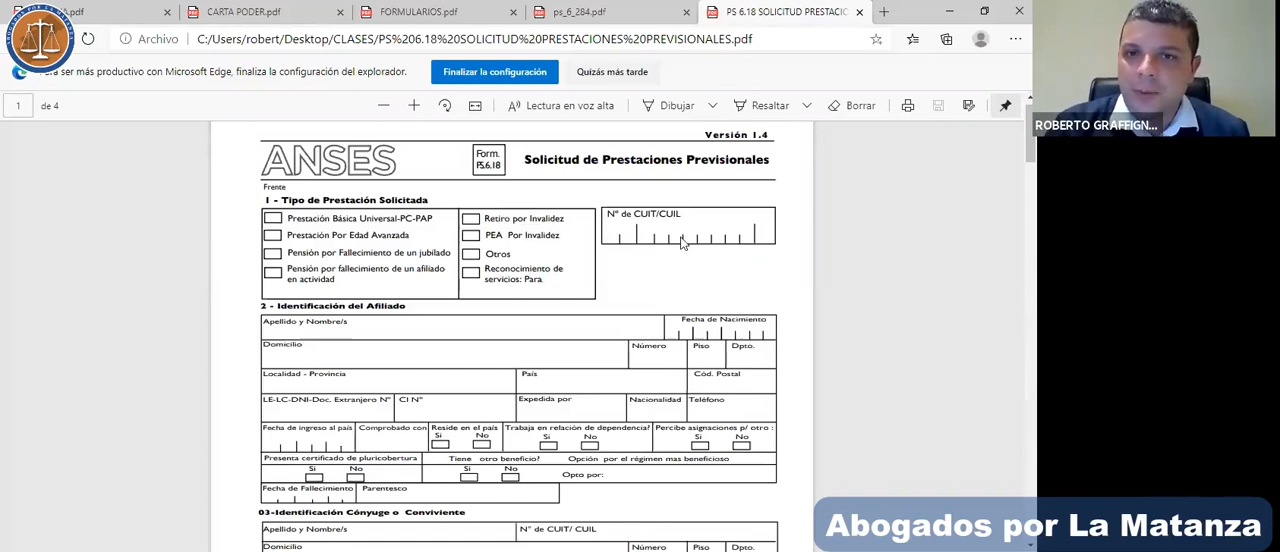 CARTA PODER.pdf
FORMULARIOS.pdf
ps_6_284.pdf
PS 6.18 SOLICITUD PRESTACIO
Archivo
C:/Users/robert/Desktop/CLASES/PS%206.18%20SOLICITUD%20PRESTACIONES%20PREVISIONALES.pdf
ser más productivo con Microsoft Edge, finaliza la configuración del explorador.
Finalizar la configuración
Quizás más tarde
1 de 4
Lectura en voz alta
Dibujar
Resaltar
Borrar
ROBERTO GRAFFIGN...
Versión 1.4
ANSES
Form.
PS.6.18
Solicitud de Prestaciones Previsionales
Frente
1 - Tipo de Prestación Solicitada
Prestación Básica Universal-PC-PAP
Retiro por Invalidez
Nº de CUIT/CUIL
Prestación Por Edad Avanzada
PEA Por Invalidez
Pensión por Fallecimiento de un jubilado
Otros
Pensión por fallecimiento de un afiliado
en actividad
Reconocimiento de
servicios: Para
2 - Identificación del Afiliado
Apellido y Nombre/s
Fecha de Nacimiento
Domicilio
Número
Piso
Dpto.
Localidad - Provincia
País
Cód. Postal
LE-LC-DNI-Doc. Extranjero Nº
CI Nº
Expedida por
Nacionalidad
Teléfono
Fecha de ingreso al país
Comprobado con
Reside en el país
Trabaja en relación de dependencia?
Percibe asignaciones p/ otro :
Si No
Si No
Si No
Presenta certificado de pluricobertura
Tiene otro beneficio?
Opción por el régimen mas beneficioso
Si No
Si No
Opto por:
Fecha de Fallecimiento
Parentesco
03-Identificación Cónyuge o Conviviente
Apellido y Nombre/s
N° de CUIT/ CUIL
Domicilio
Número
Piso
Dpto.
Abogados por La Matanza